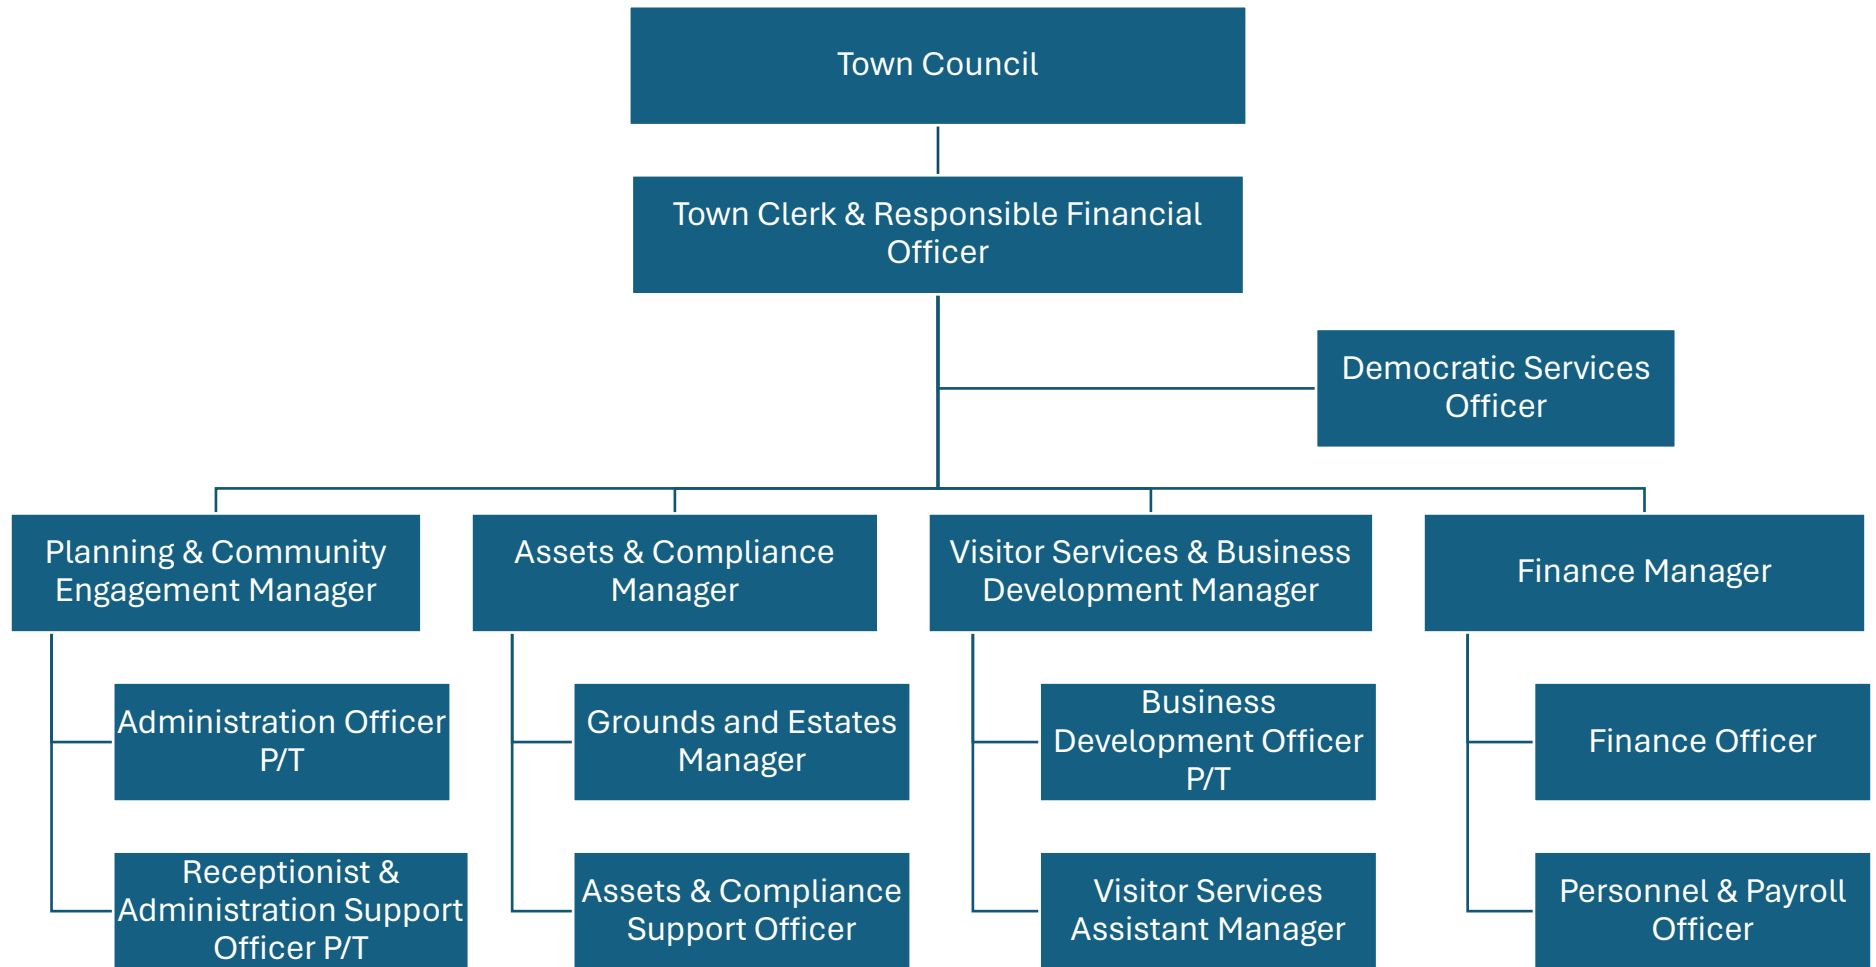 Town Council
Town Clerk & Responsible Financial
Officer
Democratic Services
Officer
Planning & Community
Engagement Manager
Assets & Compliance
Manager
Visitor Services & Business
Development Manager
Finance Manager
Administration Officer
P/T
Grounds and Estates
Manager
Business
Development Officer
P/T
Finance Officer
Receptionist &
Administration Support
Officer P/T
Assets & Compliance
Support Officer
Visitor Services
Assistant Manager
Personnel & Payroll
Officer